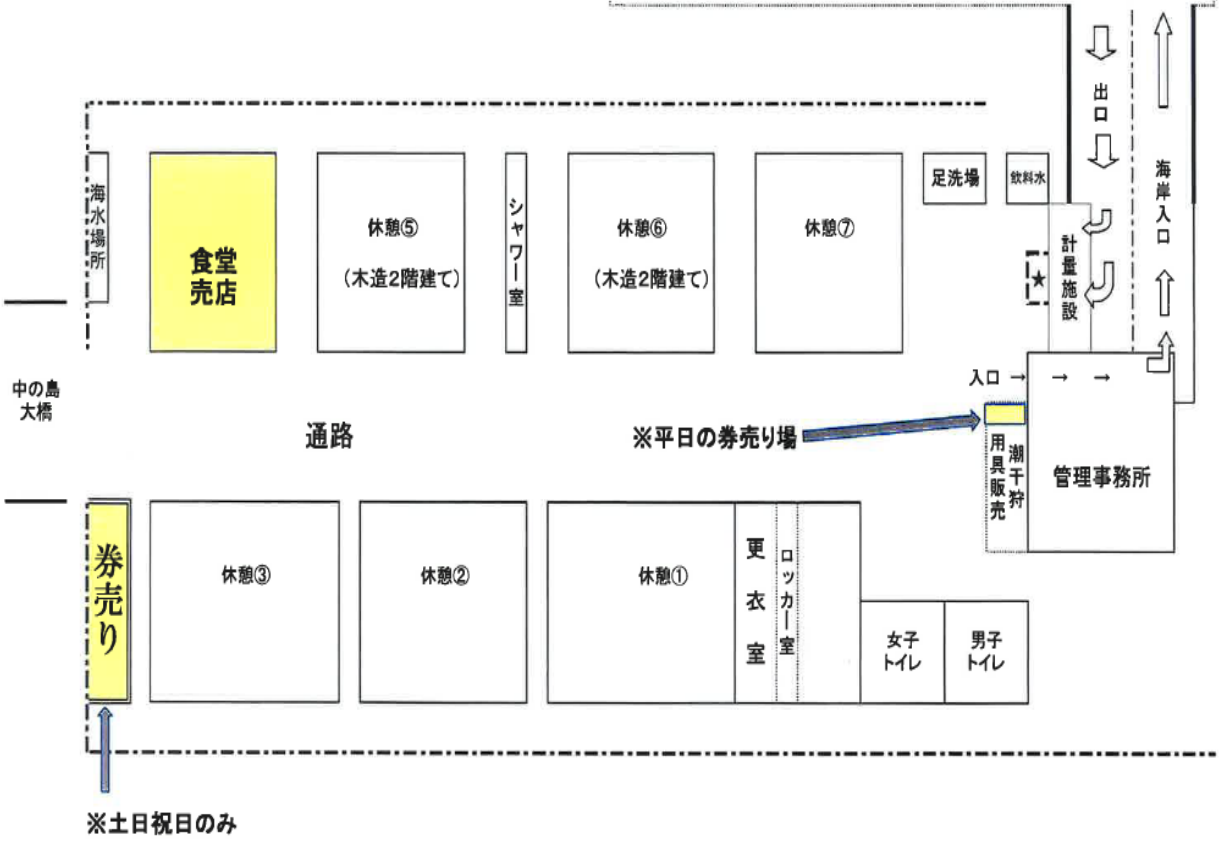 出口
海岸入口
海水場所
食堂
売店
休憩⑤
（木造2階建て）
シャワー室
休憩⑥
（木造2階建て）
休憩⑦
足洗場
飲料水
計量施設
★
中の島
大橋
通路
※平日の券売り場
入口 → → →
潮干狩
用具販売
管理事務所
券売り
休憩③
休憩②
休憩①
更衣室
ロッカー室
女子
トイレ
男子
トイレ
※土日祝日のみ